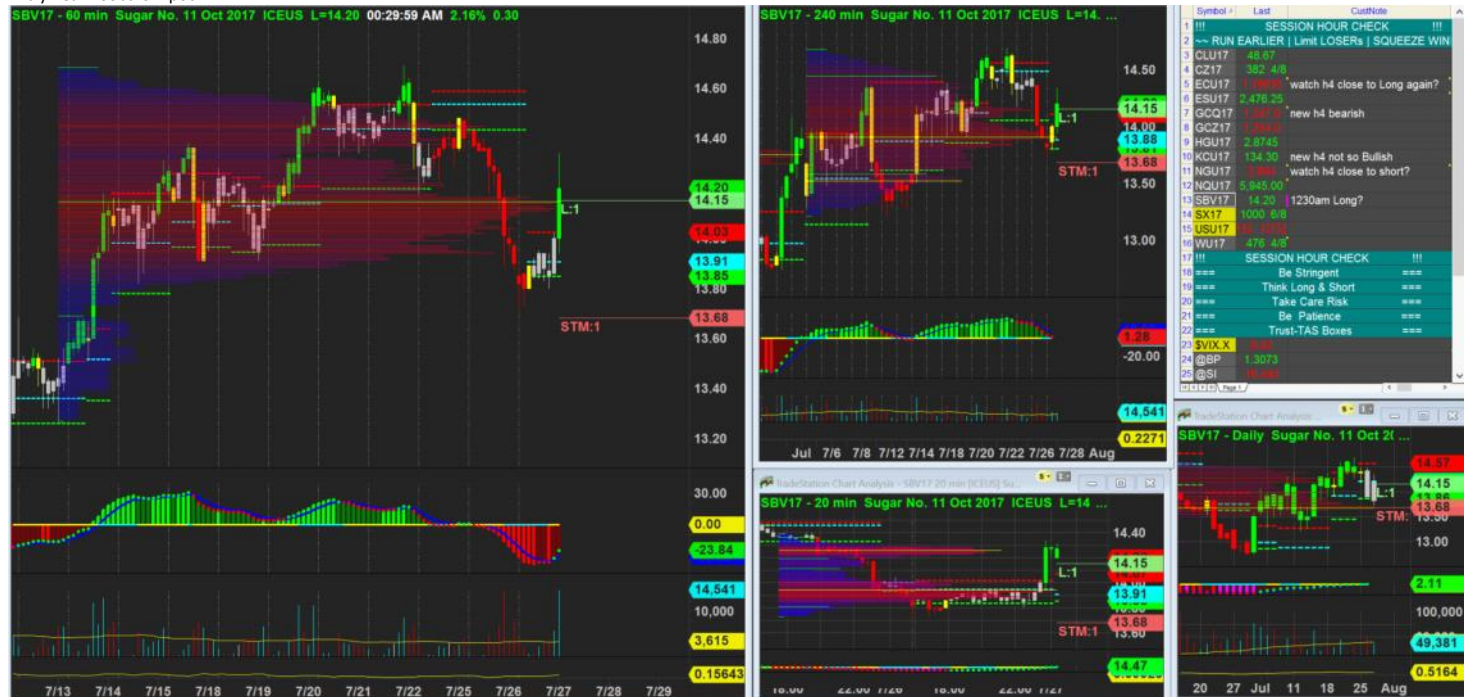 SBV17 - 60 min Sugar No. 11 Oct 2017 ICEUS L=14.20 00:29:59 AM 2.16% 0.30
14.80
14.60
14.40
14.20
14.15
L:1
14.03
13.91
13.85
13.80
13.68
STM:1
13.60
13.40
13.20
30.00
0.00
-23.84
14,541
10,000
3,615
0.15643
7/13 7/14 7/15 7/18 7/19 7/20 7/21 7/22 7/25 7/26 7/27 7/28 7/29
SBV17 - 240 min Sugar No. 11 Oct 2017 ICEUS L=14. ...
14.50
14.15
L:1
14.00
13.88
13.68
STM:1
13.50
13.00
1.28
-20.00
14,541
0.2271
Jul 7/6 7/8 7/12 7/14 7/18 7/20 7/22 7/26 7/28 Aug
TradeStation Chart Analysis - SBV17 20 min [ICEUS] Su...
SBV17 - 20 min Sugar No. 11 Oct 2017 ICEUS L=14 ...
14.40
14.15
L:1
13.91
13.68
STM:1
13.60
14.47
18:00 22:00 7/26 18:00 22:00 7/27
Symbol Last CustNote
1 !!! SESSION HOUR CHECK !!!
2 ~~ RUN EARLIER | Limit LOSERs | SQUEEZE WIN
3 CLU17 48.67
4 CZ17 382 4/8
5 ECU17 watch h4 close to Long again?
6 ESU17 2,476.25
7 GCQ17 new h4 bearish
8 GCZ17
9 HGU17 2.8745
10 KCU17 134.30 new h4 not so Bullish
11 NGU17 watch h4 close to short?
12 NQU17 5,945.00
13 SBV17 14.20 1230am Long?
14 SX17 1000 6/8
15 USU17
16 WU17 476 4/8
17 !!! SESSION HOUR CHECK !!!
18 === Be Stringent ===
19 === Think Long & Short ===
20 === Take Care Risk ===
21 === Be Patience ===
22 === Trust-TAS Boxes ===
23 $VIX.X
24 @BP 1.3073
25 @SI
Page 1
TradeStation Chart Analysis ...
SBV17 - Daily Sugar No. 11 Oct 20 ...
14.57
14.15
L:1
13.68
STM:
13.00
2.11
100,000
49,381
0.5164
20 27 Jul 11 18 25 Aug